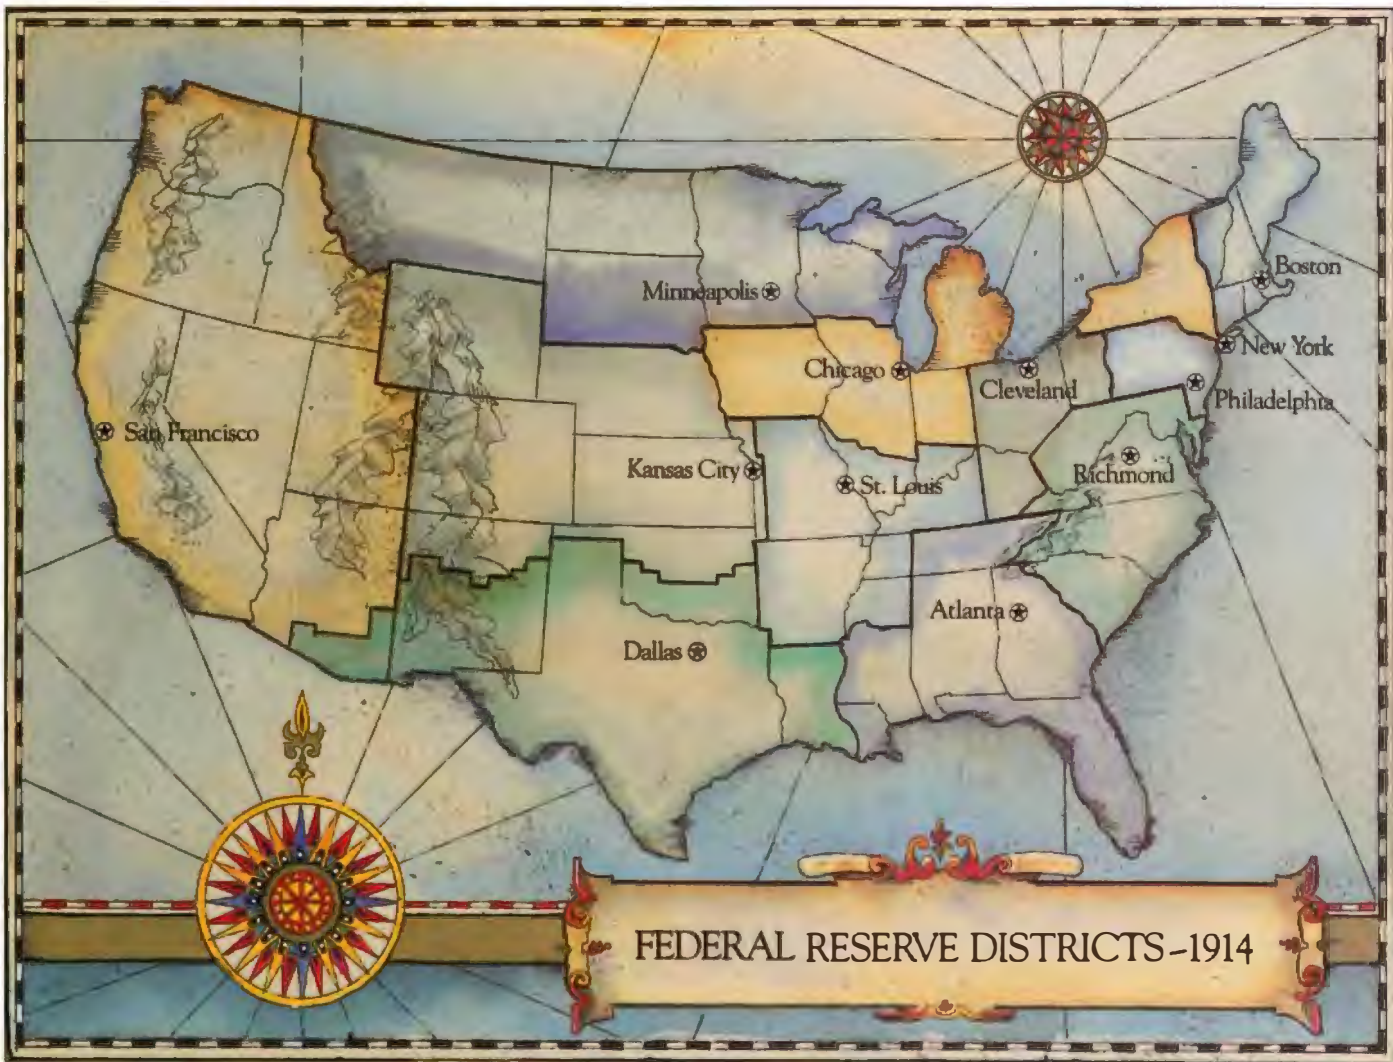 Boston
Minneapolis
New York
Chicago
Cleveland
Philadelphia
San Francisco
Kansas City
St. Louis
Richmond
Atlanta
Dallas
FEDERAL RESERVE DISTRICTS-1914